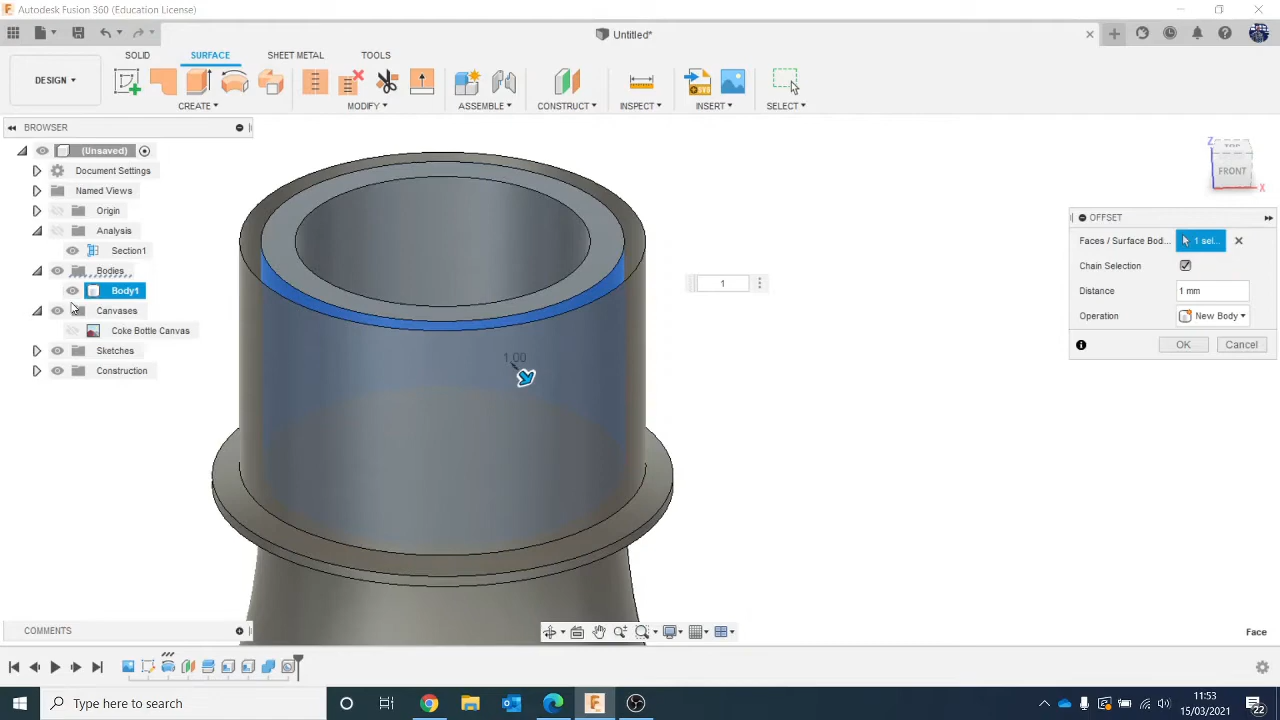 Autodesk Fusion 360 (Education License)
Untitled*
SOLID SURFACE SHEET METAL TOOLS
DESIGN
CREATE MODIFY ASSEMBLE CONSTRUCT INSPECT INSERT SELECT
BROWSER
(Unsaved)
Document Settings
Named Views
Origin
Analysis
Section1
Bodies
Body1
Canvases
Coke Bottle Canvas
Sketches
Construction
TOP
FRONT
Z
X
OFFSET
Faces / Surface Bod... 1 sel...
Chain Selection
Distance 1 mm
Operation New Body
OK Cancel
1
1.00
COMMENTS
Face
Type here to search
11:53
15/03/2021
22